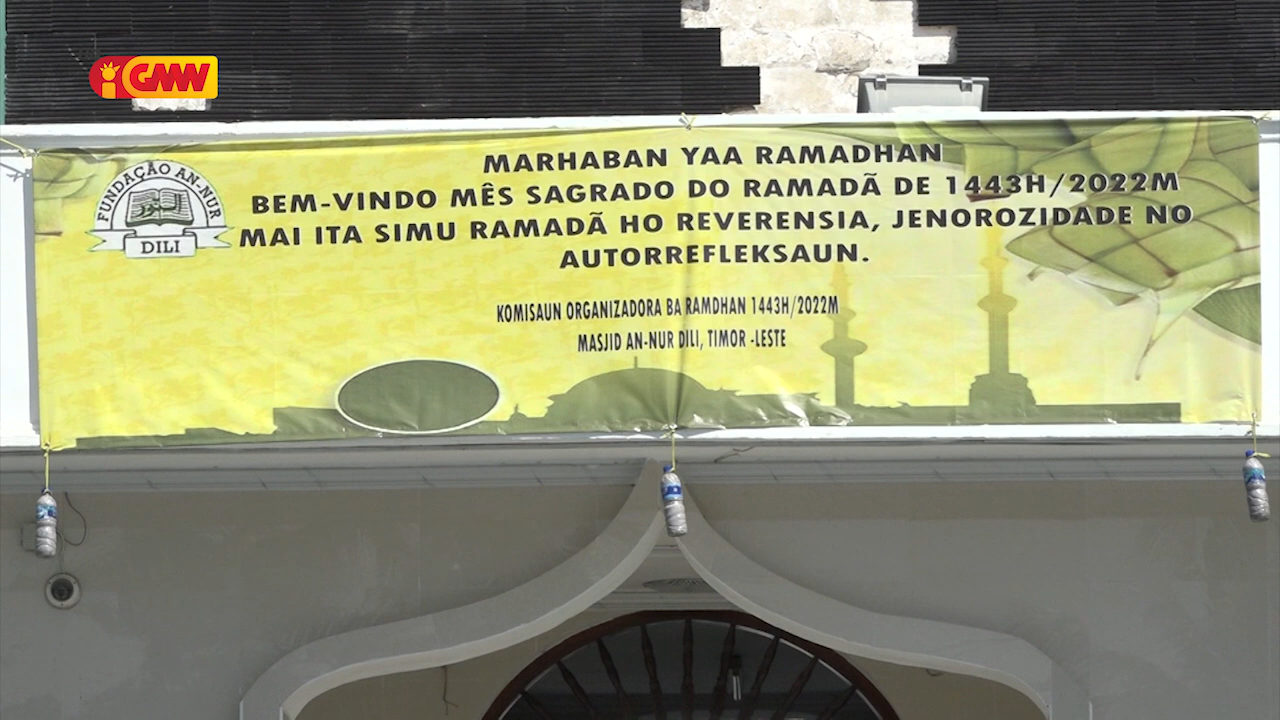 GMW
MARHABAN YAA RAMADHAN
BEM-VINDO MÊS SAGRADO DO RAMADÃ DE 1443H/2022M
MAI ITA SIMU RAMADÃ HO REVERENSIA, JENOROZIDADE NO
AUTORREFLEKSAUN.
FUNDAÇÃO AN-NUR
DILI
KOMISAUN ORGANIZADORA BA RAMDHAN 1443H/2022M
MASJID AN-NUR DILI, TIMOR -LESTE